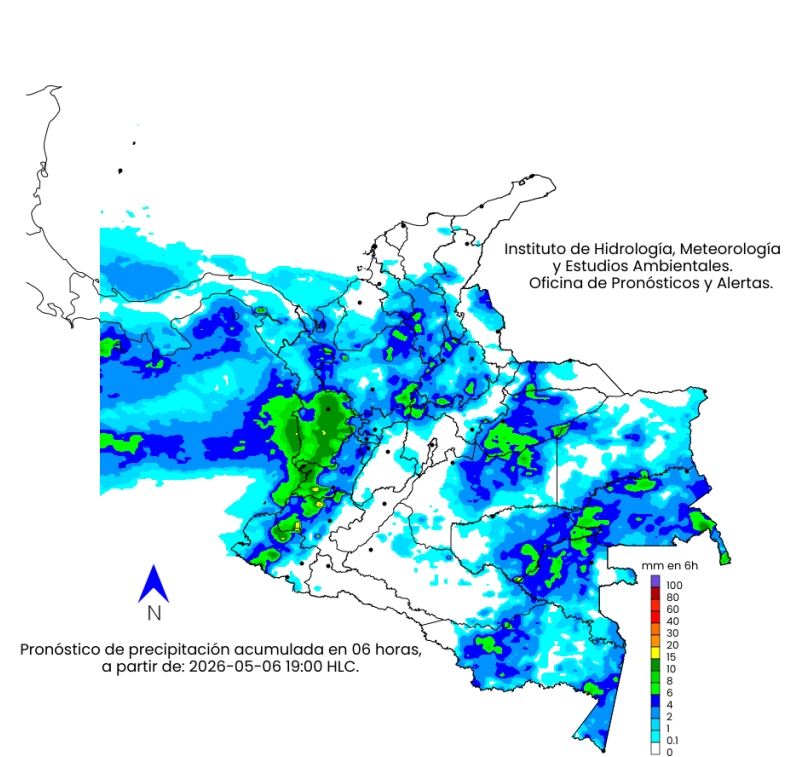 Instituto de Hidrología, Meteorología
y Estudios Ambientales.
Oficina de Pronósticos y Alertas.
mm en 6h
100
80
60
40
30
20
15
10
8
6
4
2
1
0.1
0
N
Pronóstico de precipitación acumulada en 06 horas,
a partir de: 2026-05-06 19:00 HLC.